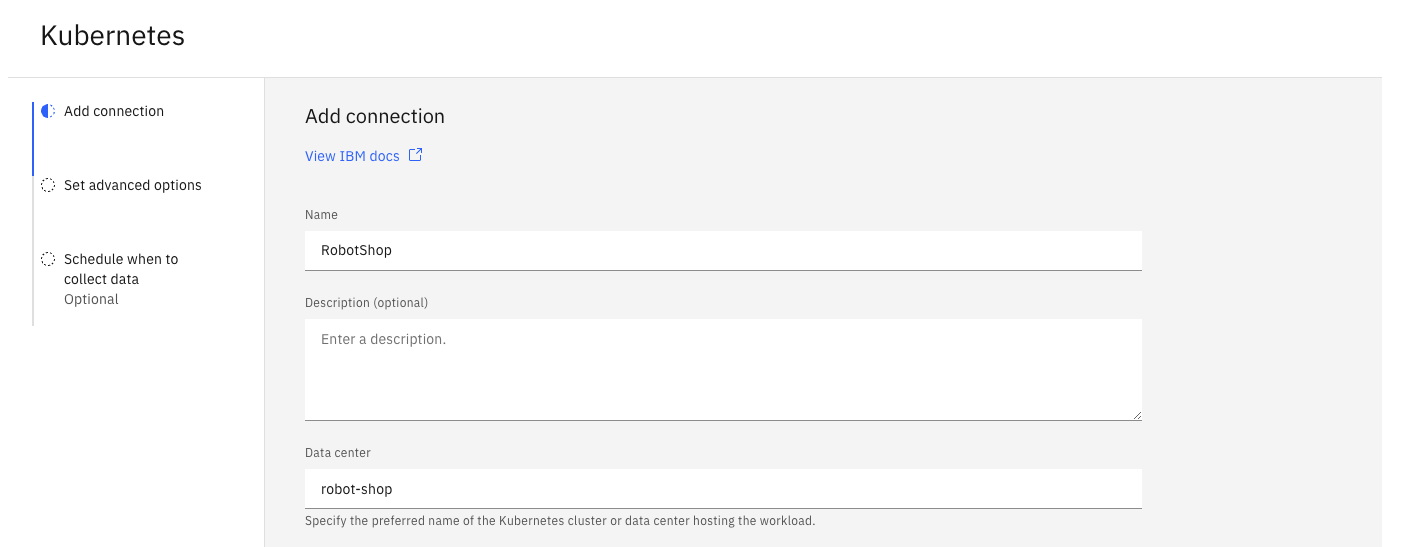 Kubernetes
Add connection
Set advanced options
Schedule when to
collect data
Optional
Add connection
View IBM docs
Name
RobotShop
Description (optional)
Enter a description.
Data center
robot-shop
Specify the preferred name of the Kubernetes cluster or data center hosting the workload.